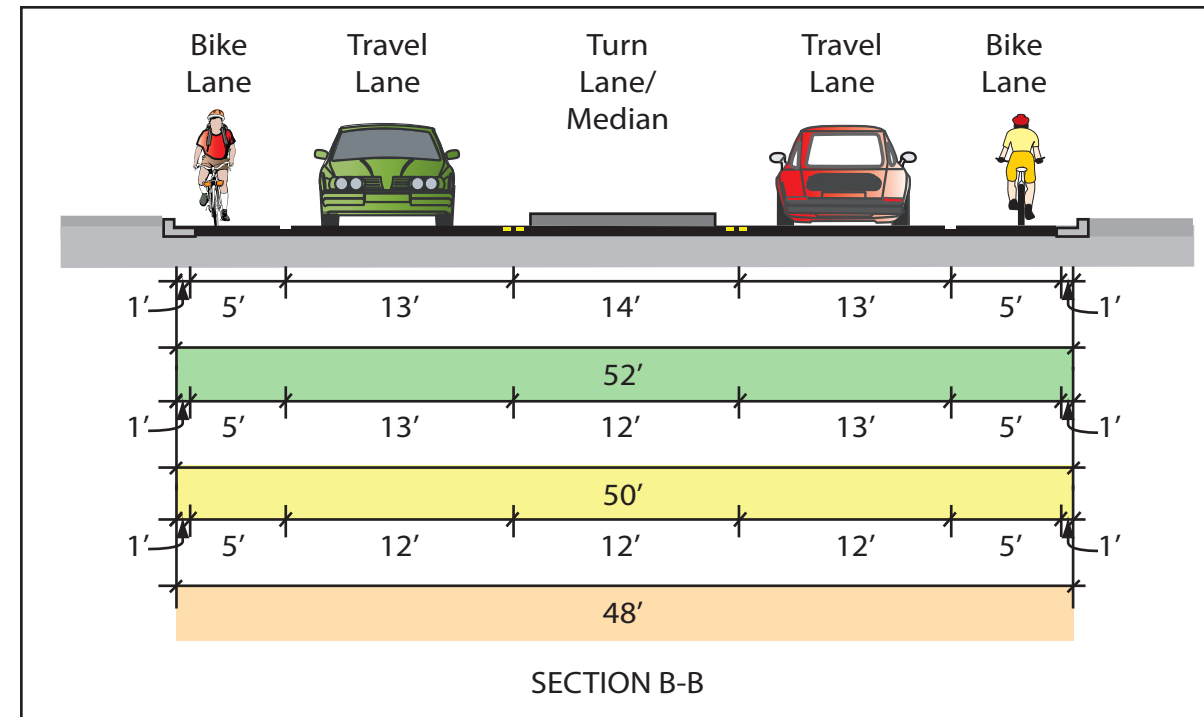 Bike Lane
Travel Lane
Turn Lane/ Median
Travel Lane
Bike Lane
1′ 5′ 13′ 14′ 13′ 5′ 1′
52′
1′ 5′ 13′ 12′ 13′ 5′ 1′
50′
1′ 5′ 12′ 12′ 12′ 5′ 1′
48′
SECTION B-B